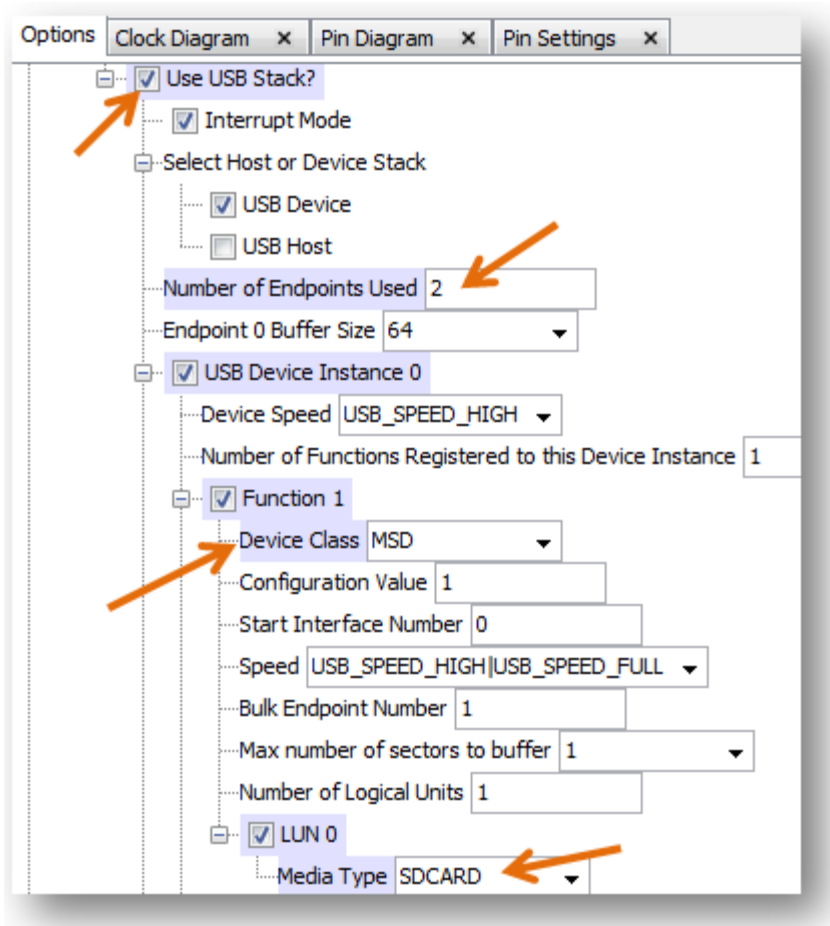 Options Clock Diagram × Pin Diagram × Pin Settings ×
Use USB Stack?
Interrupt Mode
Select Host or Device Stack
USB Device
USB Host
Number of Endpoints Used 2
Endpoint 0 Buffer Size 64
USB Device Instance 0
Device Speed USB_SPEED_HIGH
Number of Functions Registered to this Device Instance 1
Function 1
Device Class MSD
Configuration Value 1
Start Interface Number 0
Speed USB_SPEED_HIGH|USB_SPEED_FULL
Bulk Endpoint Number 1
Max number of sectors to buffer 1
Number of Logical Units 1
LUN 0
Media Type SDCARD